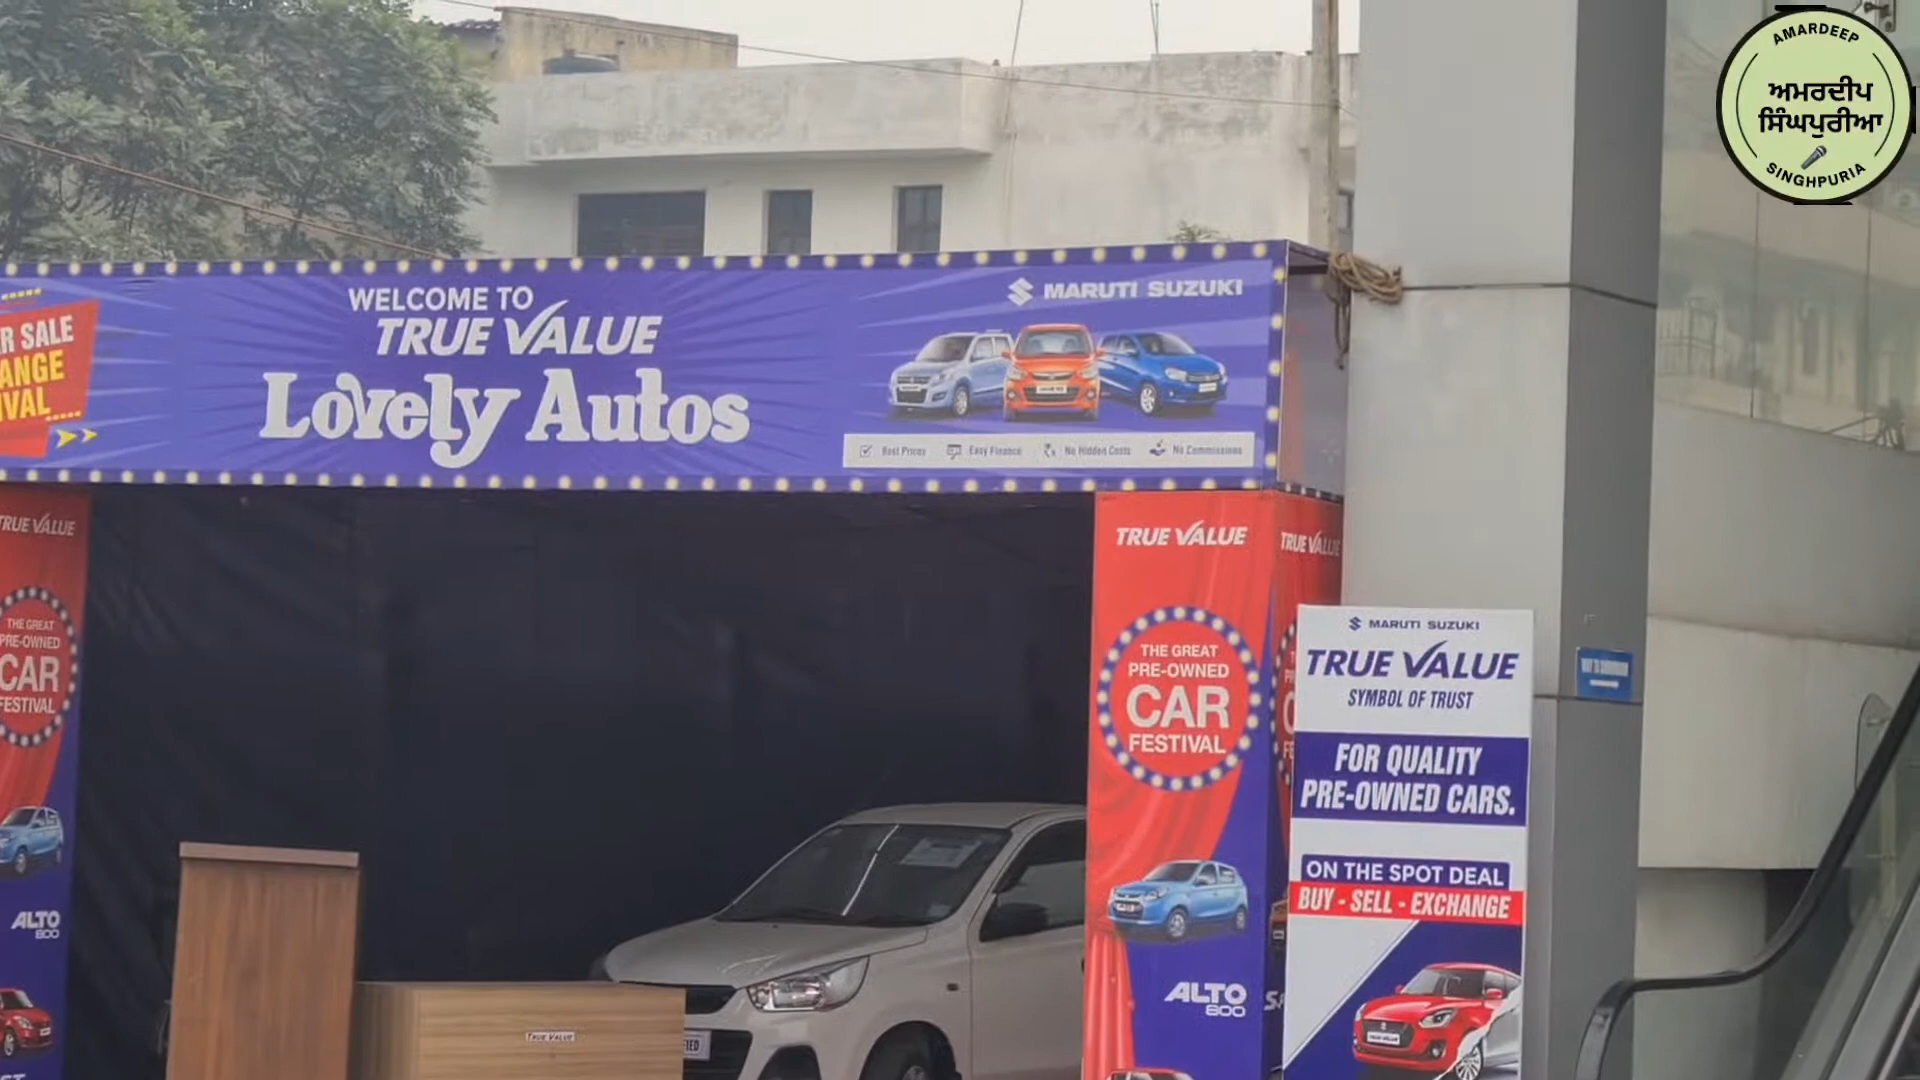 AMARDEEP
ਅਮਰਦੀਪ
ਸਿੰਘਪੁਰੀਆ
SINGHPURIA
R SALE
ANGE
IVAL.....
WELCOME TO
TRUE VALUE
Lovely Autos
MARUTI SUZUKI
Best Prices Easy Finance No Hidden Costs No Commissions
TRUE VALUE
THE GREAT
PRE-OWNED
CAR
FESTIVAL
ALTO
800
TRUE VALUE
THE GREAT
PRE-OWNED
CAR
FESTIVAL
ALTO
800
TRUE VALUE
MARUTI SUZUKI
TRUE VALUE
SYMBOL OF TRUST
FOR QUALITY
PRE-OWNED CARS.
ON THE SPOT DEAL
BUY - SELL - EXCHANGE
TRUE VALUE